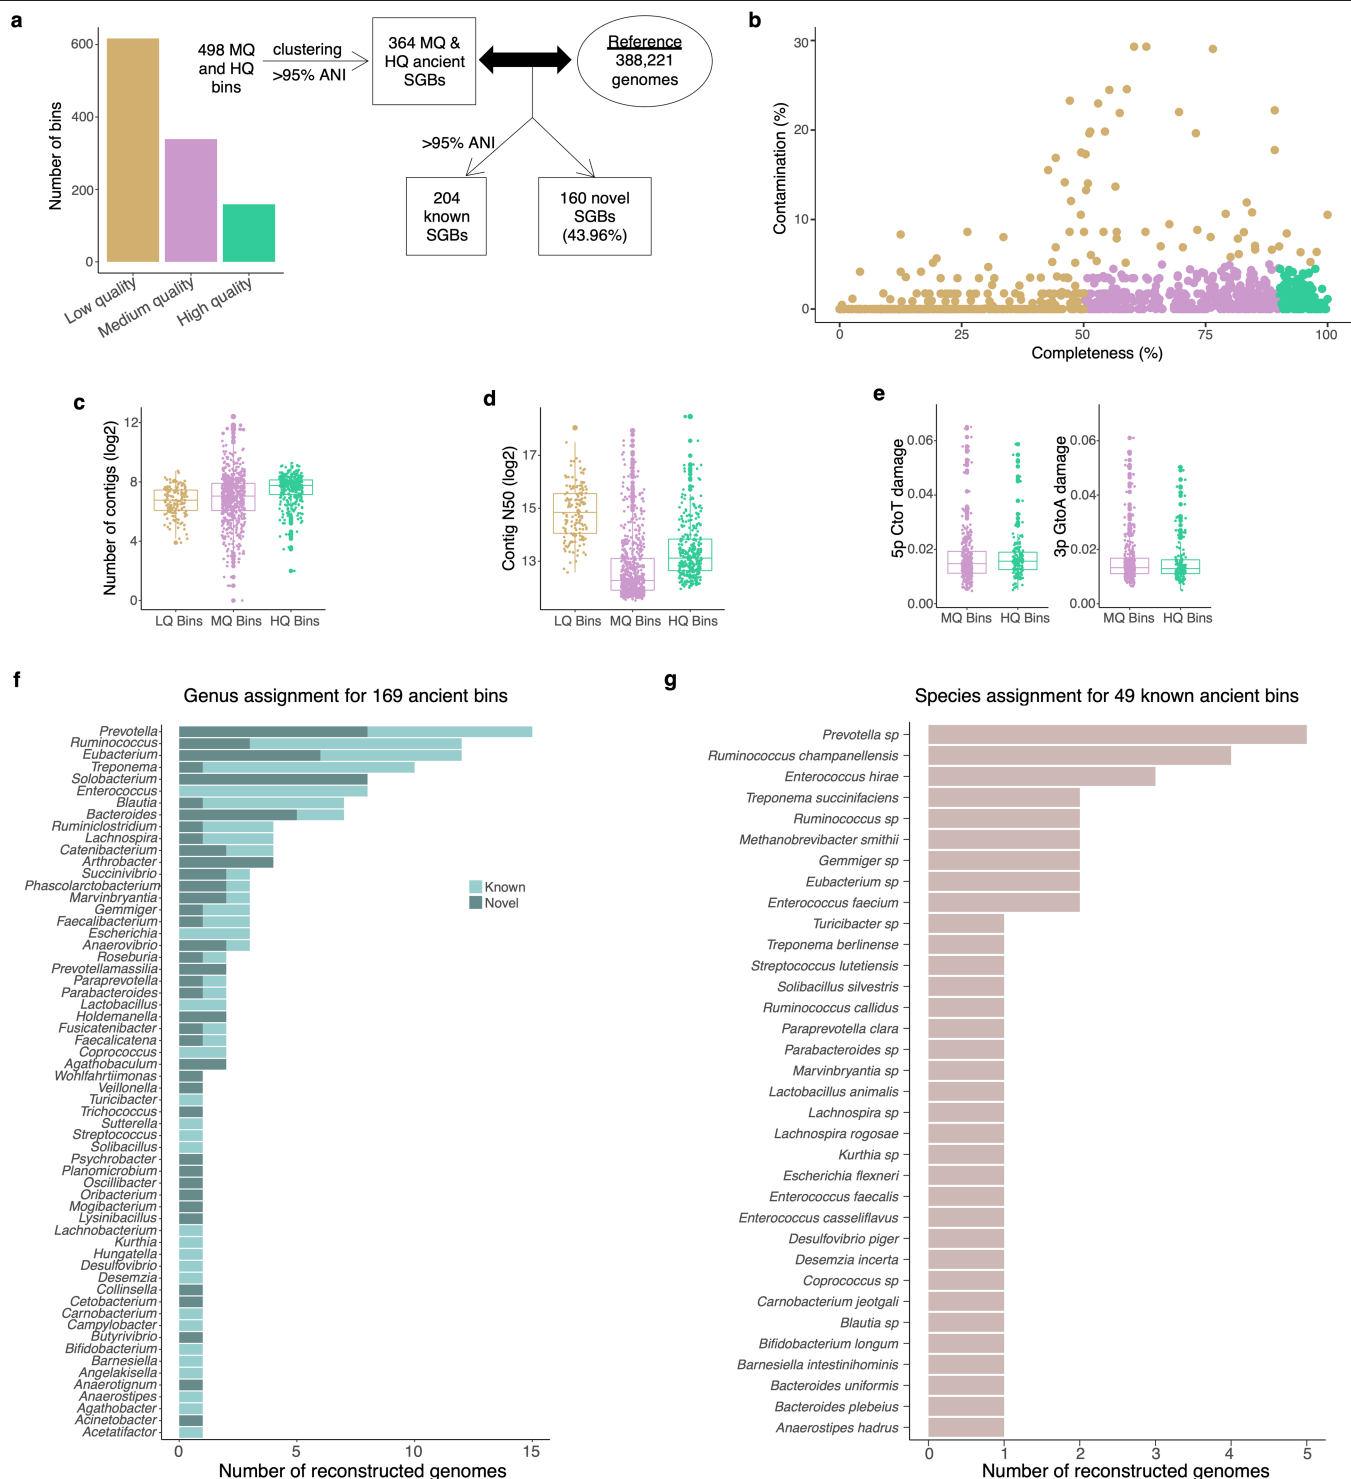 a
Number of bins
600
400
200
0
Low quality
Medium quality
High quality
498 MQ
and HQ
bins
clustering
>95% ANI
364 MQ &
HQ ancient
SGBs
Reference
388,221
genomes
>95% ANI
204
known
SGBs
160 novel
SGBs
(43.96%)
b
Contamination (%)
30
20
10
0
0
25
50
75
100
Completeness (%)
c
Number of contigs (log2)
12
8
4
0
LQ Bins
MQ Bins
HQ Bins
d
Contig N50 (log2)
17
15
13
LQ Bins
MQ Bins
HQ Bins
e
5p CtoT damage
0.06
0.04
0.02
0.00
MQ Bins
HQ Bins
3p GtoA damage
0.06
0.04
0.02
0.00
MQ Bins
HQ Bins
f
Genus assignment for 169 ancient bins
Prevotella
Ruminococcus
Eubacterium
Treponema
Solobacterium
Enterococcus
Blautia
Bacteroides
Ruminiclostridium
Lachnospira
Catenibacterium
Arthrobacter
Succinivibrio
Phascolarctobacterium
Marvinbryantia
Gemmiger
Faecalibacterium
Escherichia
Anaerovibrio
Roseburia
Prevotellamassilia
Paraprevotella
Parabacteroides
Lactobacillus
Holdemanella
Fusicatenibacter
Faecalicatena
Coprococcus
Agathobaculum
Wohlfahrtiimonas
Veillonella
Turicibacter
Trichococcus
Sutterella
Streptococcus
Solibacillus
Psychrobacter
Planomicrobium
Oscillibacter
Oribacterium
Mogibacterium
Lysinibacillus
Lachnobacterium
Kurthia
Hungatella
Desulfovibrio
Desemzia
Collinsella
Cetobacterium
Carnobacterium
Campylobacter
Butyrivibrio
Bifidobacterium
Barnesiella
Angelakisella
Anaerotignum
Anaerostipes
Agathobacter
Acinetobacter
Acetatifactor
Known
Novel
0
5
10
15
Number of reconstructed genomes
g
Species assignment for 49 known ancient bins
Prevotella sp
Ruminococcus champanellensis
Enterococcus hirae
Treponema succinifaciens
Ruminococcus sp
Methanobrevibacter smithii
Gemmiger sp
Eubacterium sp
Enterococcus faecium
Turicibacter sp
Treponema berlinense
Streptococcus lutetiensis
Solibacillus silvestris
Ruminococcus callidus
Paraprevotella clara
Parabacteroides sp
Marvinbryantia sp
Lactobacillus animalis
Lachnospira sp
Lachnospira rogosae
Kurthia sp
Escherichia flexneri
Enterococcus faecalis
Enterococcus casseliflavus
Desulfovibrio piger
Desemzia incerta
Coprococcus sp
Carnobacterium jeotgali
Blautia sp
Bifidobacterium longum
Barnesiella intestinihominis
Bacteroides uniformis
Bacteroides plebeius
Anaerostipes hadrus
0
1
2
3
4
5
Number of reconstructed genomes